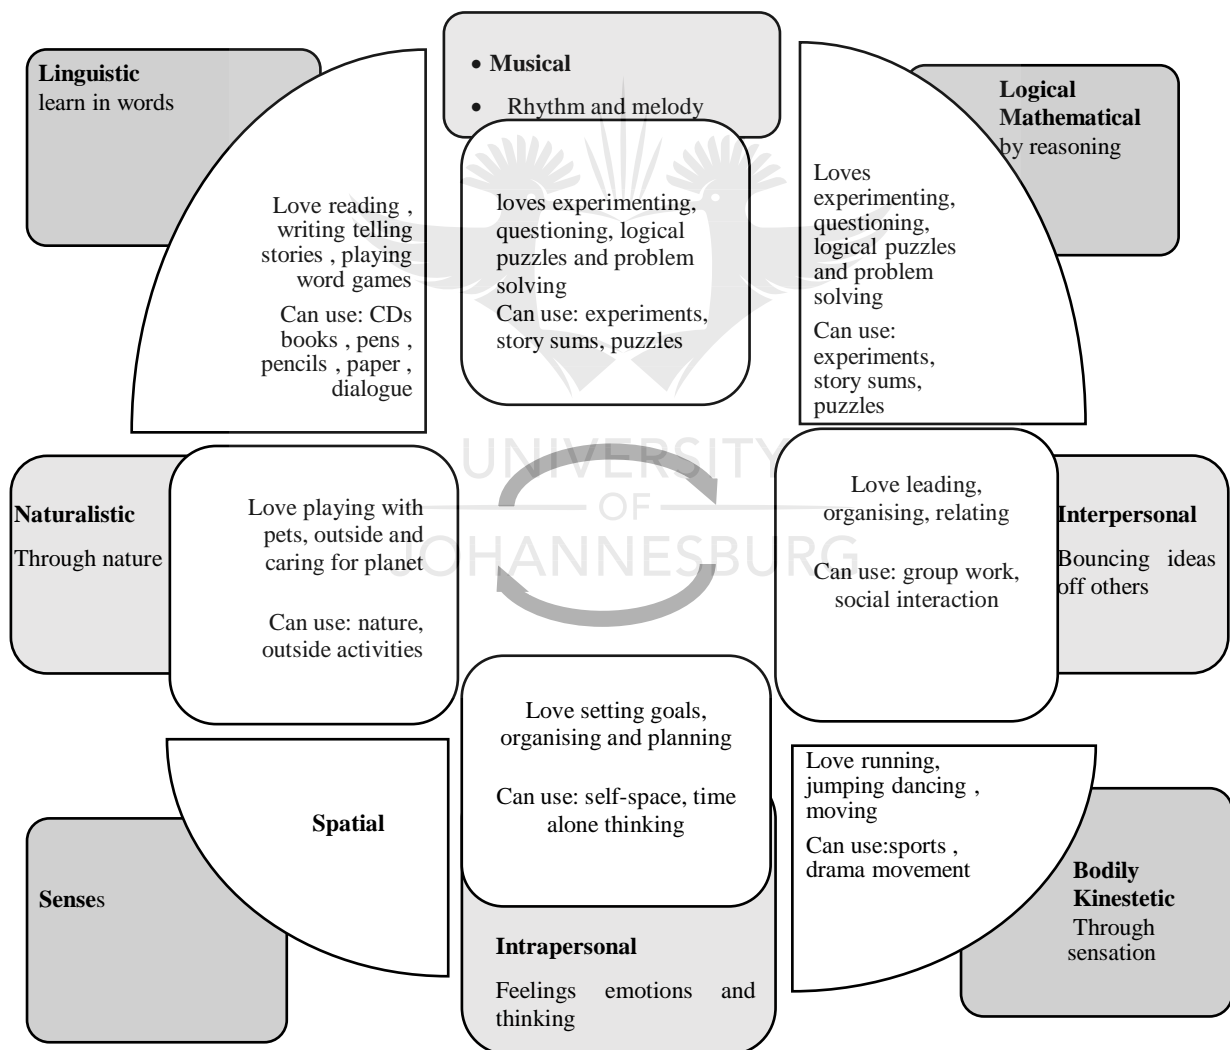 Linguistic
learn in words
Love reading ,
writing telling
stories , playing
word games
Can use: CDs
books , pens ,
pencils , paper ,
dialogue
• Musical
• Rhythm and melody
loves experimenting,
questioning, logical
puzzles and problem
solving
Can use: experiments,
story sums, puzzles
Logical
Mathematical
by reasoning
Loves
experimenting,
questioning,
logical puzzles
and problem
solving
Can use:
experiments,
story sums,
puzzles
Naturalistic
Through nature
Love playing with
pets, outside and
caring for planet
Can use: nature,
outside activities
UNIVERSITY
OF
JOHANNESBURG
Love leading,
organising, relating
Can use: group work,
social interaction
Interpersonal
Bouncing ideas
off others
Senses
Spatial
Love setting goals,
organising and planning
Can use: self-space, time
alone thinking
Intrapersonal
Feelings emotions and
thinking
Love running,
jumping dancing ,
moving
Can use:sports ,
drama movement
Bodily
Kinestetic
Through
sensation